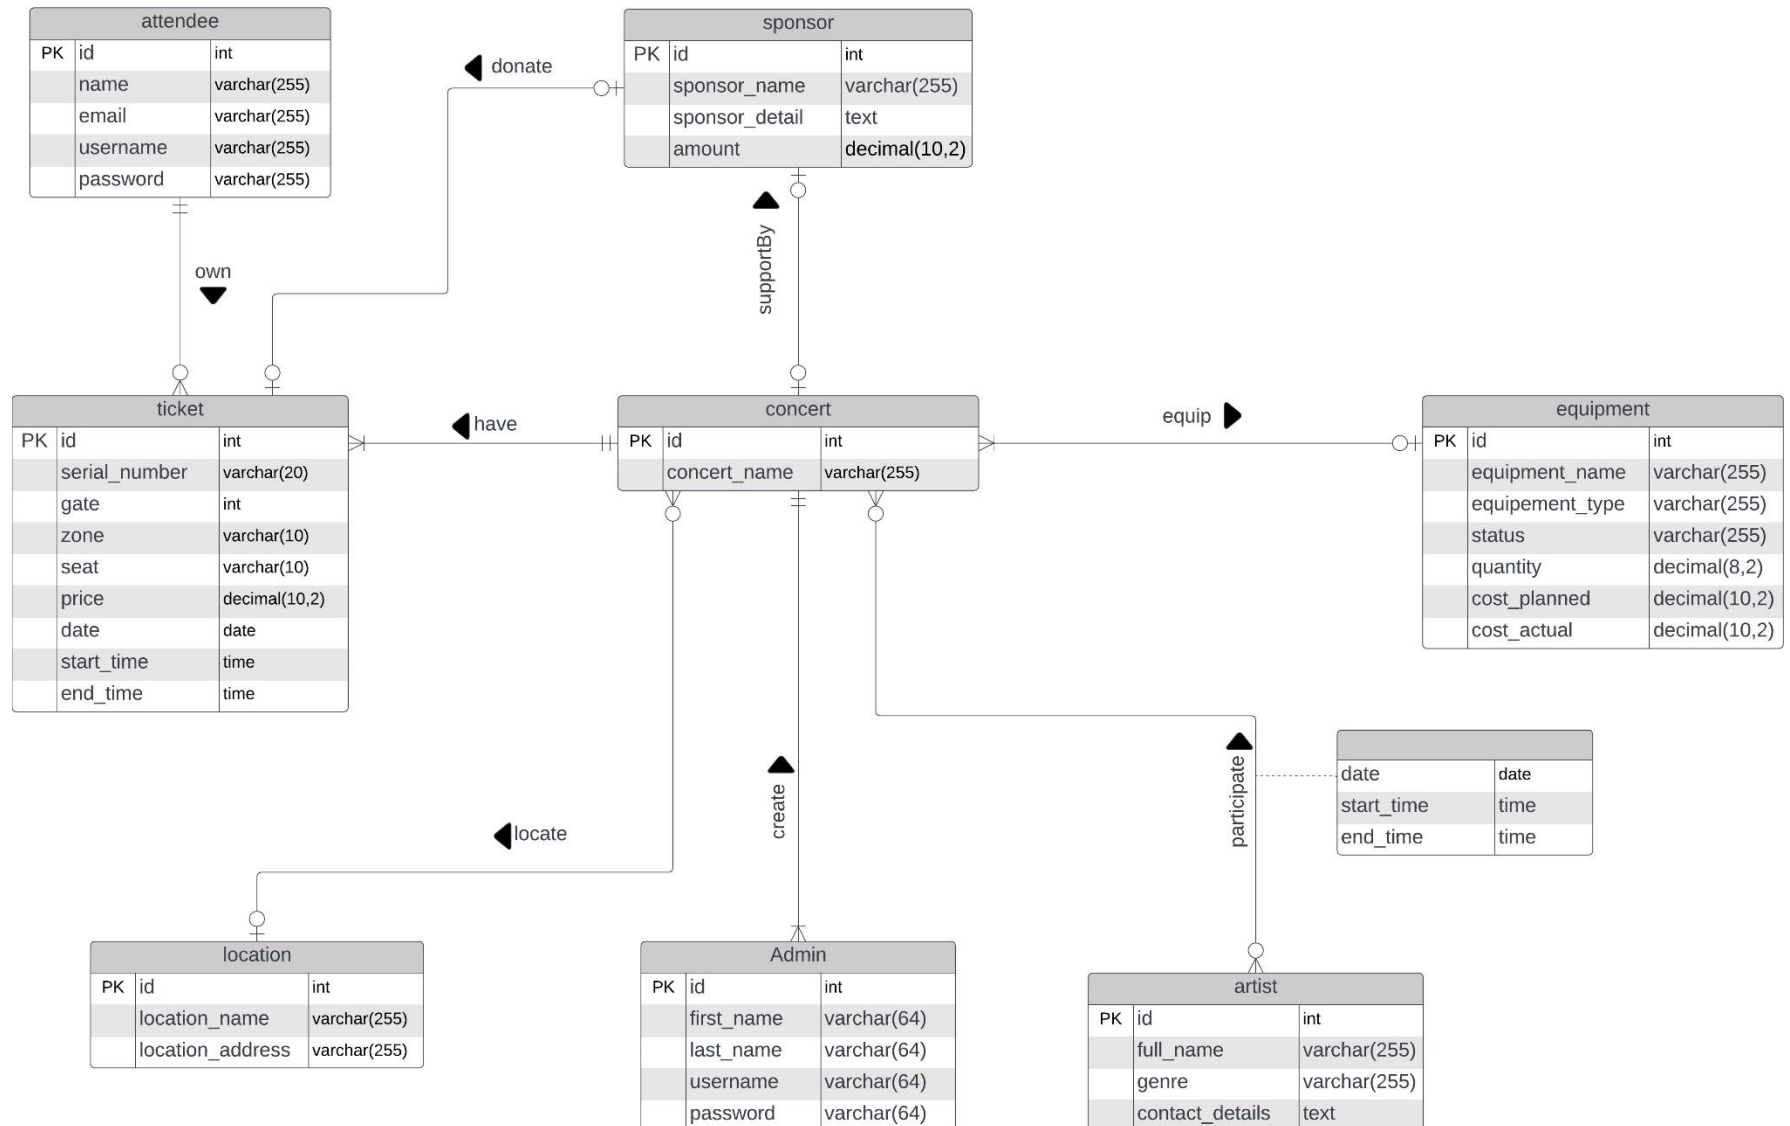 attendee
PK id int
name varchar(255)
email varchar(255)
username varchar(255)
password varchar(255)
donate
sponsor
PK id int
sponsor_name varchar(255)
sponsor_detail text
amount decimal(10,2)
own
supportBy
ticket
PK id int
serial_number varchar(20)
gate int
zone varchar(10)
seat varchar(10)
price decimal(10,2)
date date
start_time time
end_time time
have
concert
PK id int
concert_name varchar(255)
equip
equipment
PK id int
equipment_name varchar(255)
equipement_type varchar(255)
status varchar(255)
quantity decimal(8,2)
cost_planned decimal(10,2)
cost_actual decimal(10,2)
locate
create
participate
date date
start_time time
end_time time
location
PK id int
location_name varchar(255)
location_address varchar(255)
Admin
PK id int
first_name varchar(64)
last_name varchar(64)
username varchar(64)
password varchar(64)
artist
PK id int
full_name varchar(255)
genre varchar(255)
contact_details text